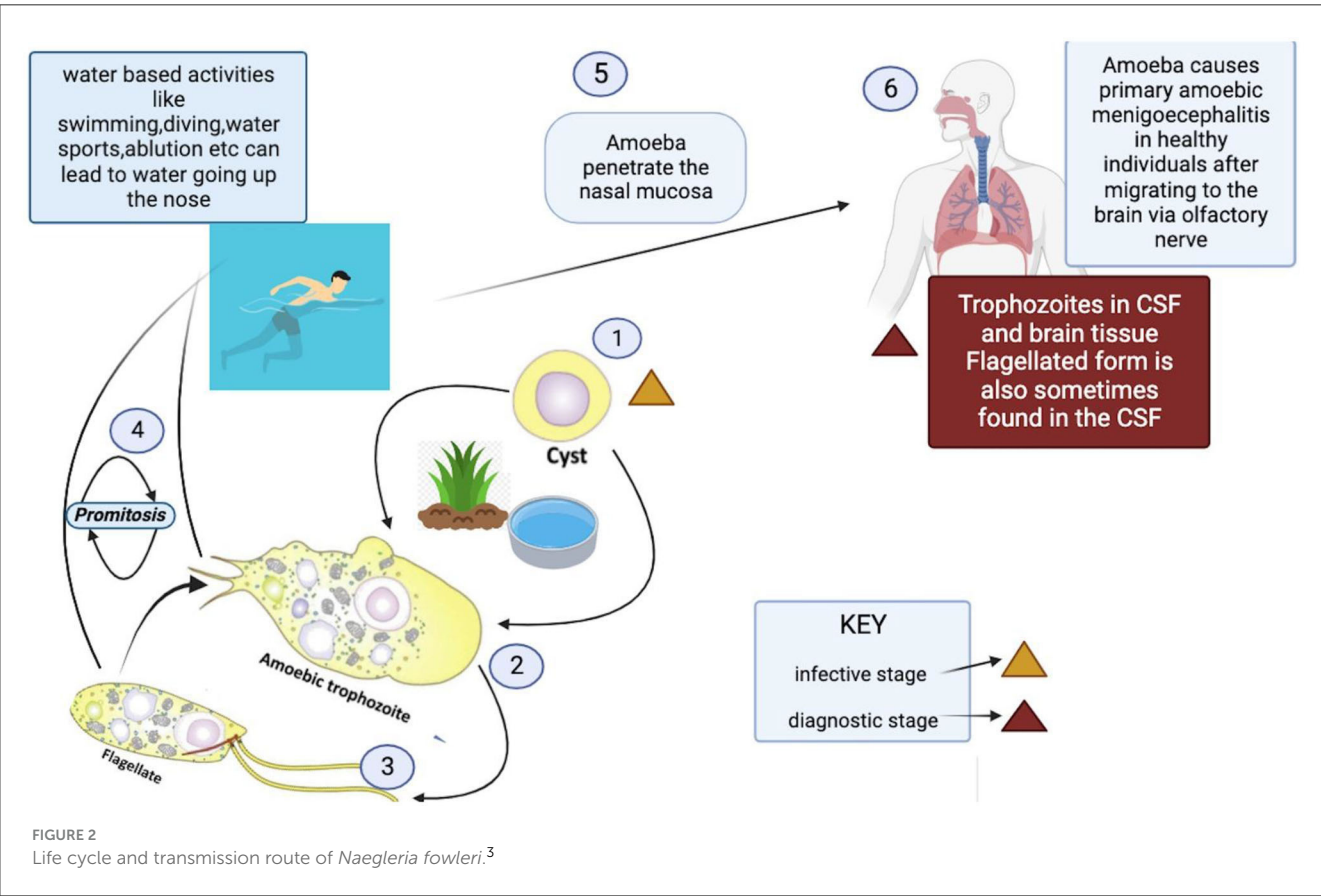 water based activities
like
swimming,diving,water
sports,ablution etc can
lead to water going up
the nose
5
Amoeba
penetrate the
nasal mucosa
6
Amoeba causes
primary amoebic
menigoecephalitis
in healthy
individuals after
migrating to the
brain via olfactory
nerve
Trophozoites in CSF
and brain tissue
Flagellated form is
also sometimes
found in the CSF
1
Cyst
4
Promitosis
2
Amoebic trophozoite
Flagellate
3
KEY
infective stage
diagnostic stage
FIGURE 2
Life cycle and transmission route of Naegleria fowleri.3